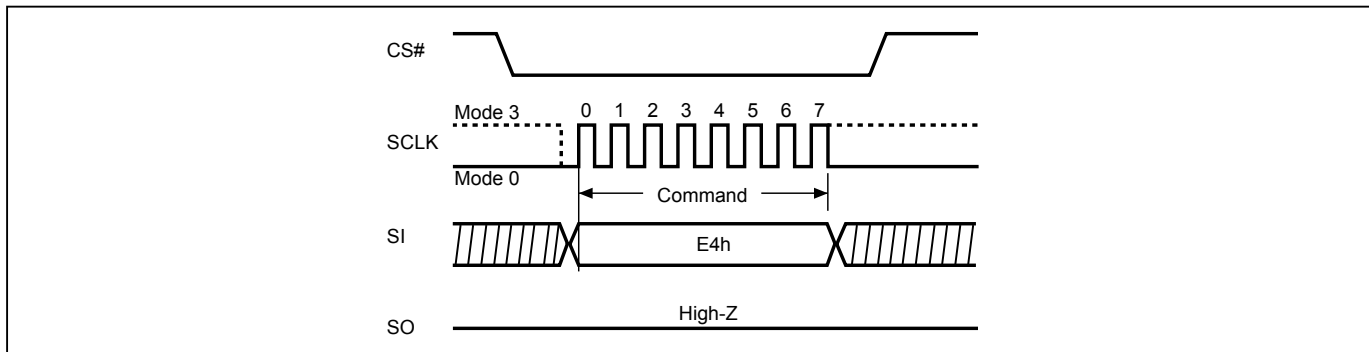 CS#
Mode 3
0 1 2 3 4 5 6 7
SCLK
Mode 0
Command
SI
E4h
High-Z
SO